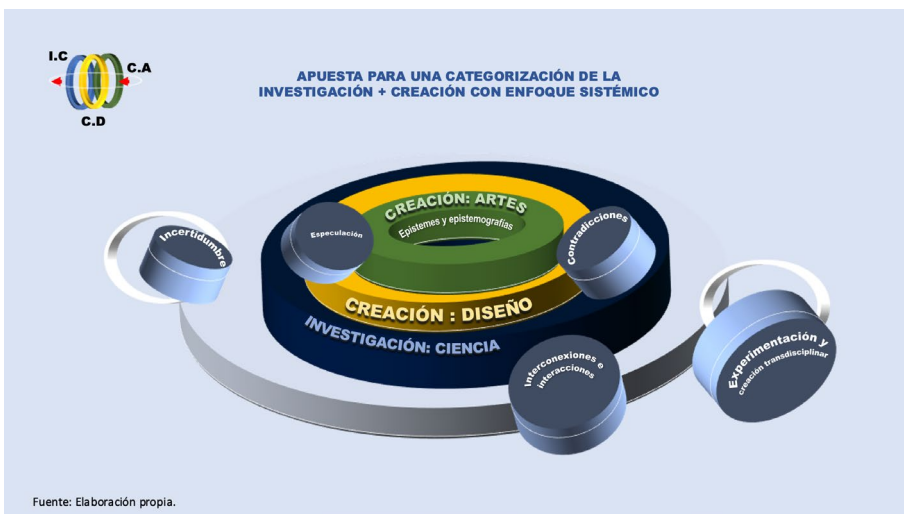 I.C
C.A
C.D
APUESTA PARA UNA CATEGORIZACIÓN DE LA
INVESTIGACIÓN + CREACIÓN CON ENFOQUE SISTÉMICO
CREACIÓN: ARTES
Epistemes y epistemografías
Especulación
Contradicciones
Incertidumbre
CREACIÓN : DISEÑO
INVESTIGACIÓN: CIENCIA
Interconexiones e
interacciones
Experimentación y
creación transdisciplinar
Fuente: Elaboración propia.